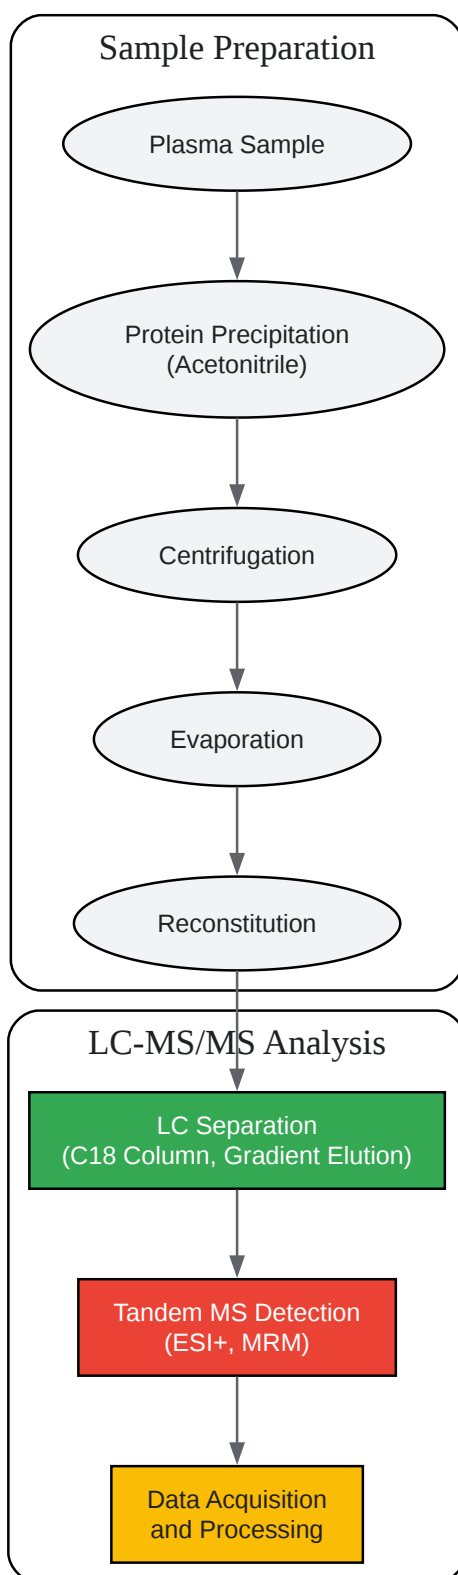 Sample Preparation
Plasma Sample
Protein Precipitation
(Acetonitrile)
Centrifugation
Evaporation
Reconstitution
LC-MS/MS Analysis
LC Separation
(C18 Column, Gradient Elution)
Tandem MS Detection
(ESI+, MRM)
Data Acquisition
and Processing